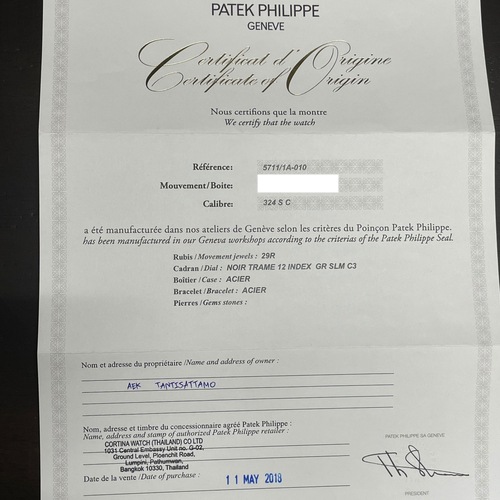 PATEK PHILIPPE
GENEVE
Certificat d'Origine
Certificate of Origin
Nous certifions que la montre
We certify that the watch
Référence: 5711/1A-010
Mouvement/Boite:
Calibre: 324 S C
a été manufacturée dans nos ateliers de Genève selon les critères du Poinçon Patek Philippe.
has been manufactured in our Geneva workshops according to the criterias of the Patek Philippe Seal.
Rubis/Movement jewels: 29R
Cadran/Dial: NOIR TRAME 12 INDEX GR SLM C3
Boîtier/Case: ACIER
Bracelet/Bracelet: ACIER
Pierres/Gems stones:
Nom et adresse du propriétaire/Name and address of owner:
AEK TANTISATTAMO
Nom, adresse et timbre du concessionnaire agréé Patek Philippe:
Name, address and stamp of authorized Patek Philippe retailer:
CORTINA WATCH (THAILAND) CO LTD
1031 Central Embassy Unit no. G-02,
Ground Level, Ploenchit Road,
Lumpini, Pathumwan,
Bangkok 10330, Thailand
Date de la vente/Date of purchase: 11 MAY 2018
PATEK PHILIPPE SA GENEVE
PRESIDENT